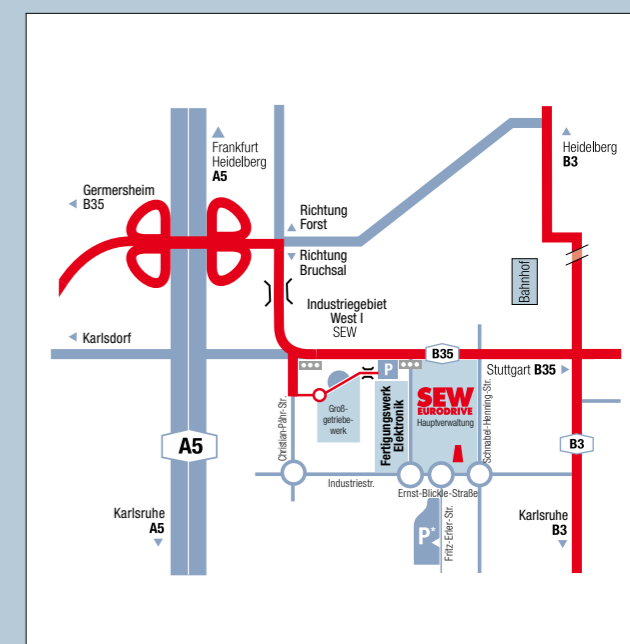 Frankfurt
Heidelberg
A5
Heidelberg
B3
Germersheim
B35
Richtung
Forst
Richtung
Bruchsal
Bahnhof
Industriegebiet
West I
SEW
Karlsdorf
B35
Stuttgart B35
P
SEW
EURODRIVE
Hauptverwaltung
Groß-
getriebe-
werk
Fertigungswerk
Elektronik
Christian-Pähr-Str.
Schnabel-Henning-Str.
A5
B3
Industriestr.
Ernst-Blickle-Straße
Karlsruhe
A5
P*
Fritz-Erler-Str.
Karlsruhe
B3